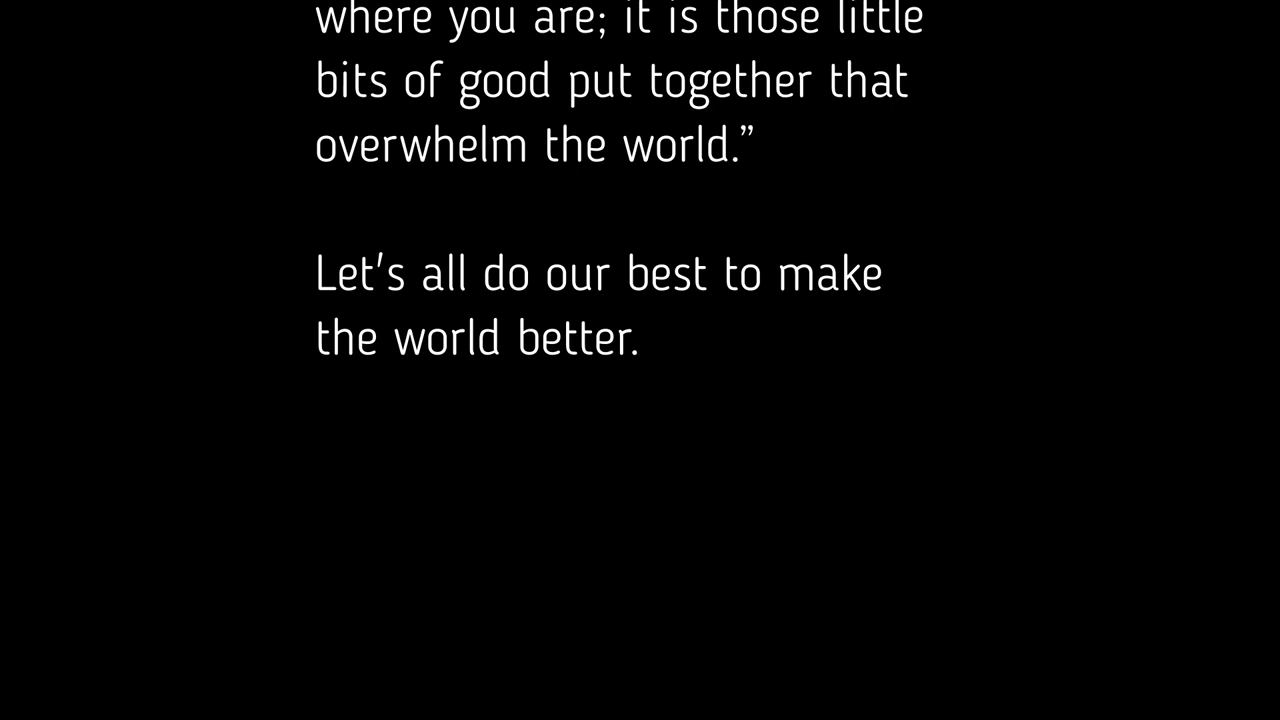 where you are; it is those little
bits of good put together that
overwhelm the world.”
Let's all do our best to make
the world better.